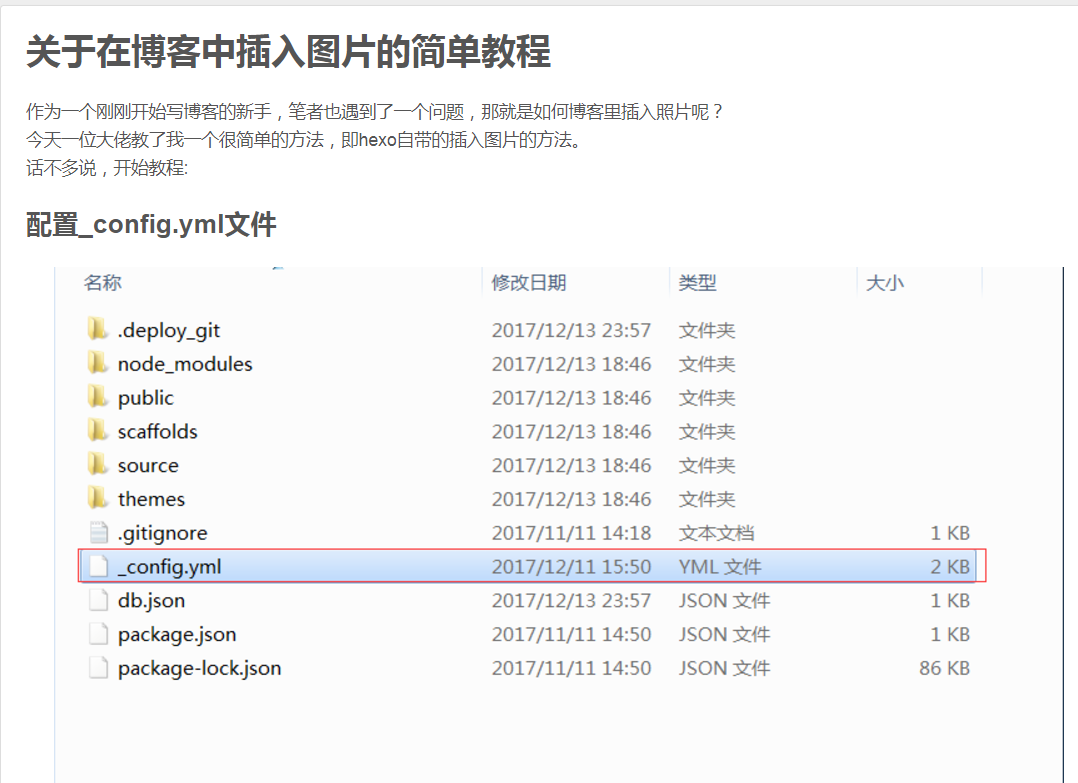 关于在博客中插入图片的简单教程
作为一个刚刚开始写博客的新手，笔者也遇到了一个问题，那就是如何博客里插入照片呢？
今天一位大佬教了我一个很简单的方法，即hexo自带的插入图片的方法。
话不多说，开始教程:
配置_config.yml文件
名称 修改日期 类型 大小
.deploy_git 2017/12/13 23:57 文件夹
node_modules 2017/12/13 18:46 文件夹
public 2017/12/13 18:46 文件夹
scaffolds 2017/12/13 18:46 文件夹
source 2017/12/13 18:46 文件夹
themes 2017/12/13 18:46 文件夹
.gitignore 2017/11/11 14:18 文本文档 1 KB
_config.yml 2017/12/11 15:50 YML 文件 2 KB
db.json 2017/12/13 23:57 JSON 文件 1 KB
package.json 2017/11/11 14:50 JSON 文件 1 KB
package-lock.json 2017/11/11 14:50 JSON 文件 86 KB